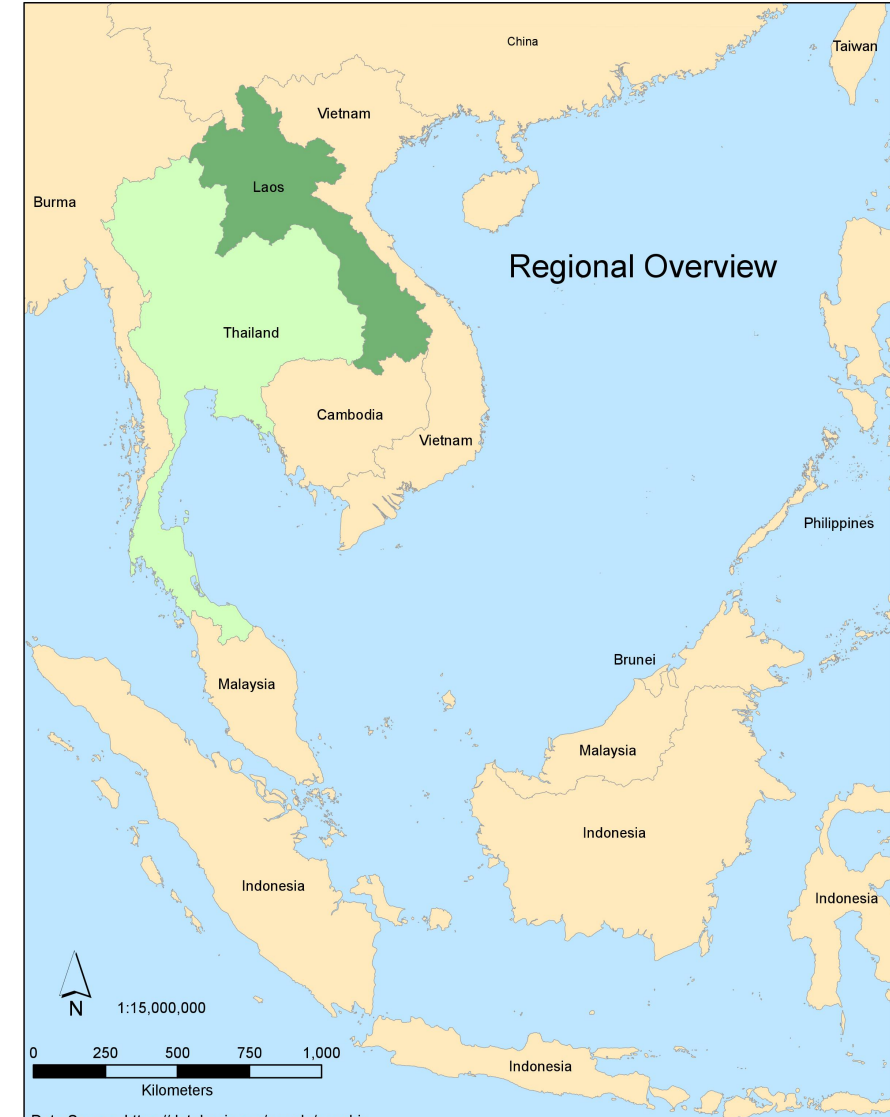 China
Taiwan
Vietnam
Laos
Burma
Regional Overview
Thailand
Cambodia
Vietnam
Philippines
Brunei
Malaysia
Malaysia
Indonesia
Indonesia
Indonesia
N
1:15,000,000
0 250 500 750 1,000
Kilometers
Indonesia